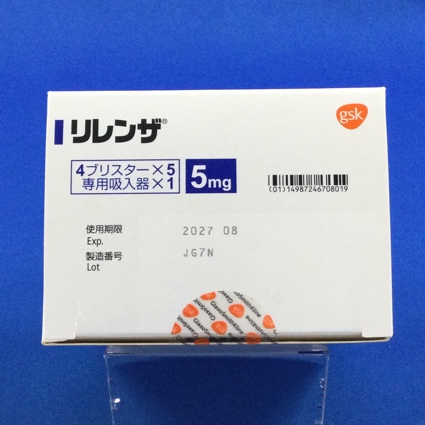 リレンザ®
gsk
4ブリスター×5
専用吸入器×1
5mg
(01)14987246708019
使用期限
Exp.
2027 08
製造番号
Lot
JG7N
GlaxoSmithKline